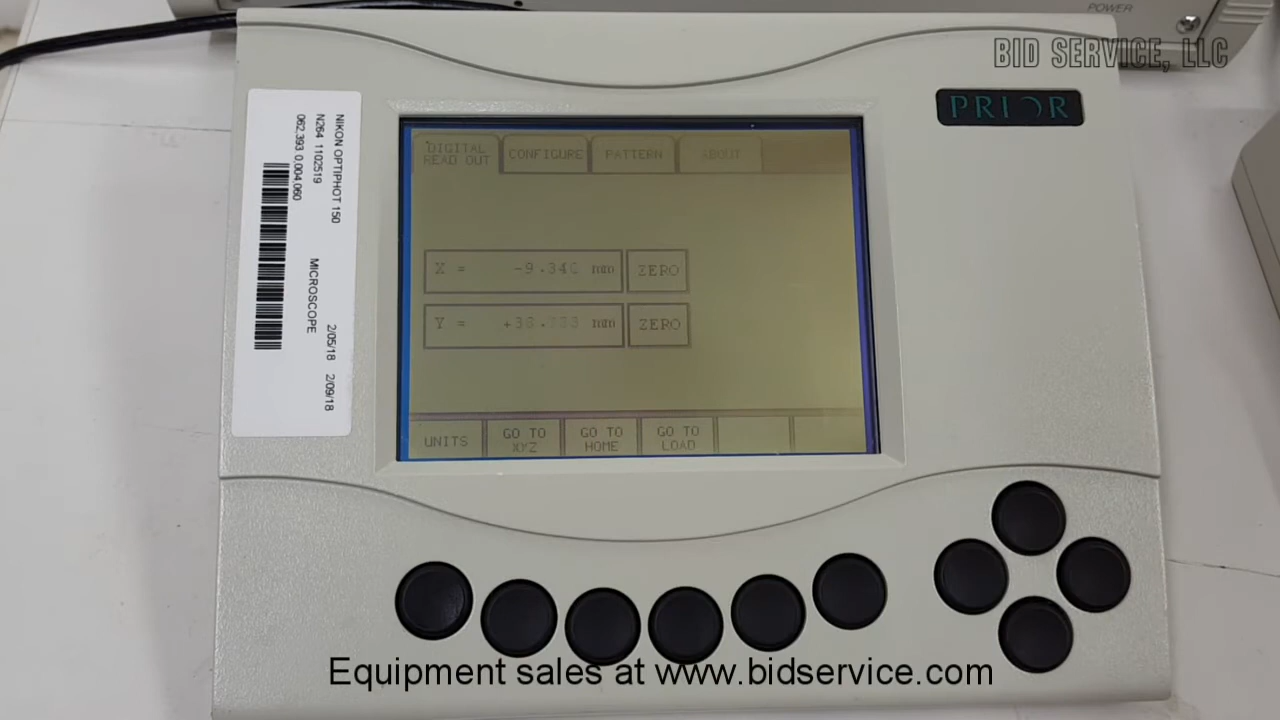 POWER
BID SERVICE, LLC
PRIOR
NIKON OPTIPHOT 150 MICROSCOPE 2/05/18 2/09/18
N264 1102519
062,393 0,004,060
DIGITAL
READ OUT
CONFIGURE
PATTERN
ABOUT
X = mm ZERO
Y = mm ZERO
UNITS
GO TO
XYZ
GO TO
HOME
GO TO
LOAD
Equipment sales at www.bidservice.com